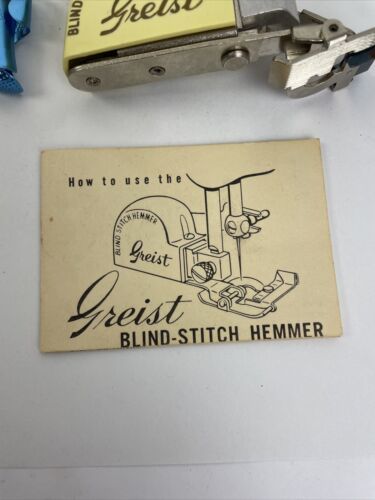 BLIND
Greist
How to use the
BLIND STITCH HEMMER
Greist
Greist
BLIND-STITCH HEMMER